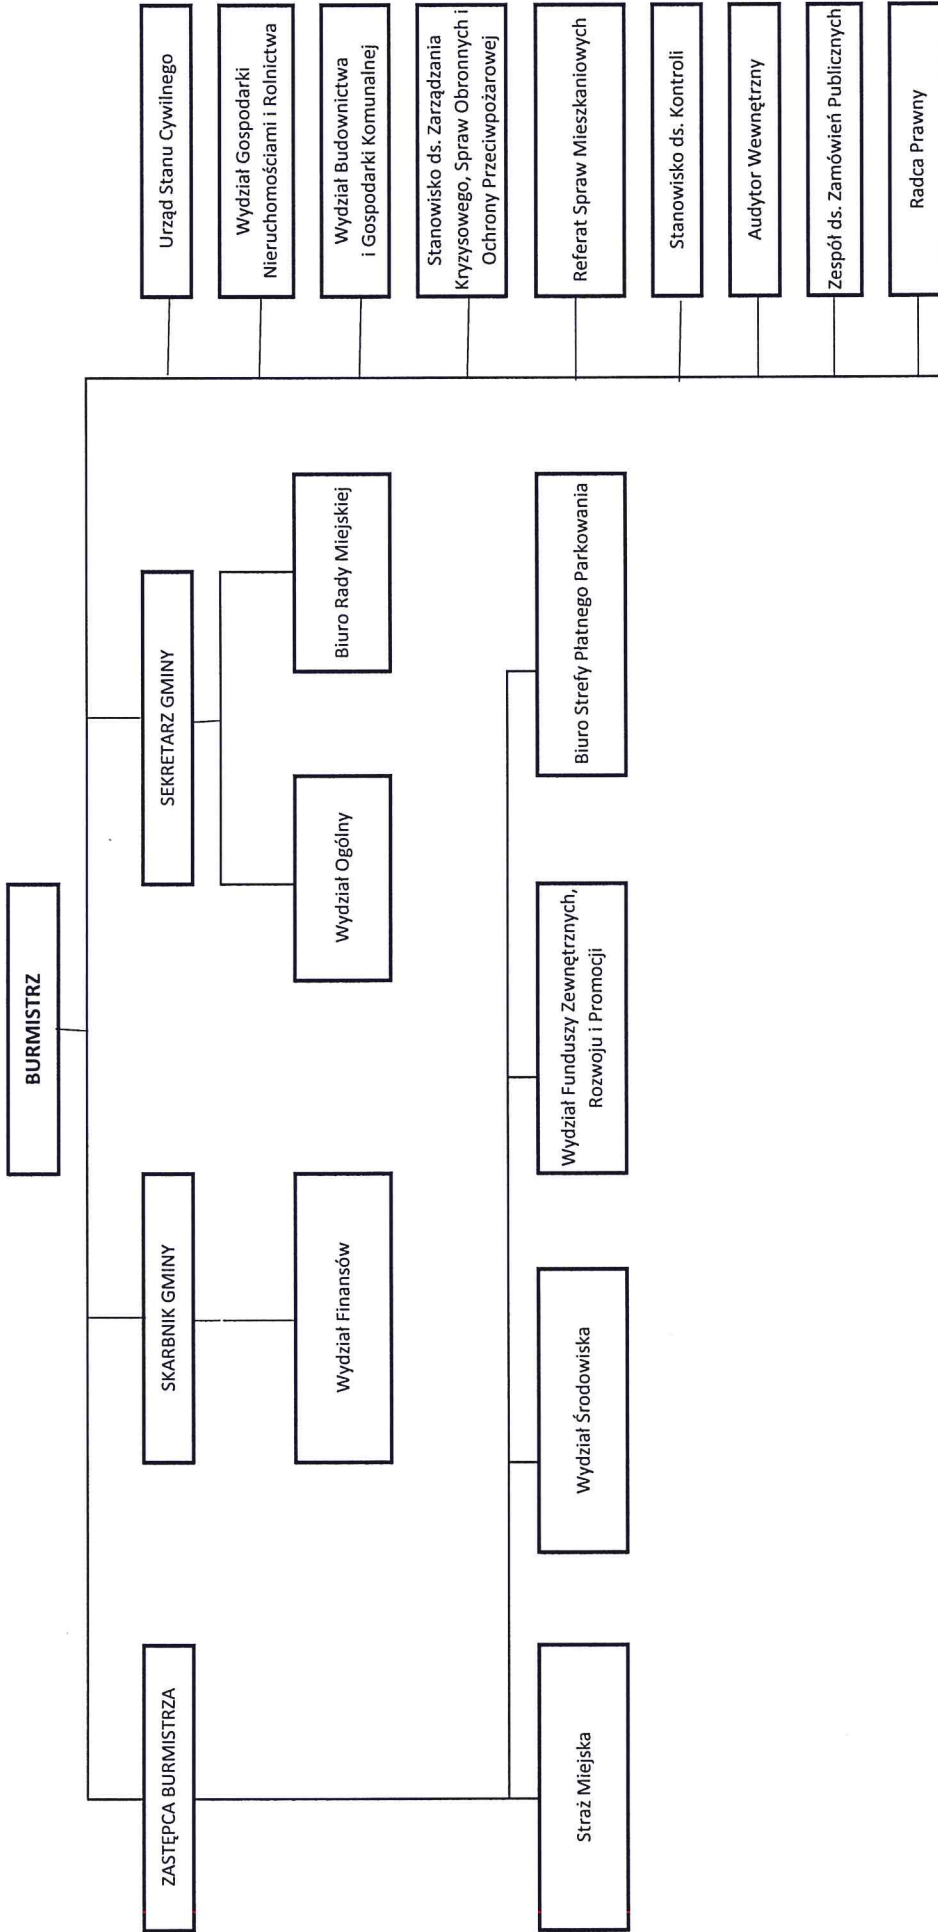 BURMISTRZ
ZASTĘPCA BURMISTRZA
SKARBNIK GMINY
SEKRETARZ GMINY
Wydział Finansów
Wydział Ogólny
Biuro Rady Miejskiej
Straż Miejska
Wydział Środowiska
Wydział Funduszy Zewnętrznych,
Rozwoju i Promocji
Biuro Strefy Płatnego Parkowania
Urząd Stanu Cywilnego
Wydział Gospodarki
Nieruchomościami i Rolnictwa
Wydział Budownictwa
i Gospodarki Komunalnej
Stanowisko ds. Zarządzania
Kryzysowego, Spraw Obronnych i
Ochrony Przeciwpożarowej
Referat Spraw Mieszkaniowych
Stanowisko ds. Kontroli
Audytor Wewnętrzny
Zespół ds. Zamówień Publicznych
Radca Prawny